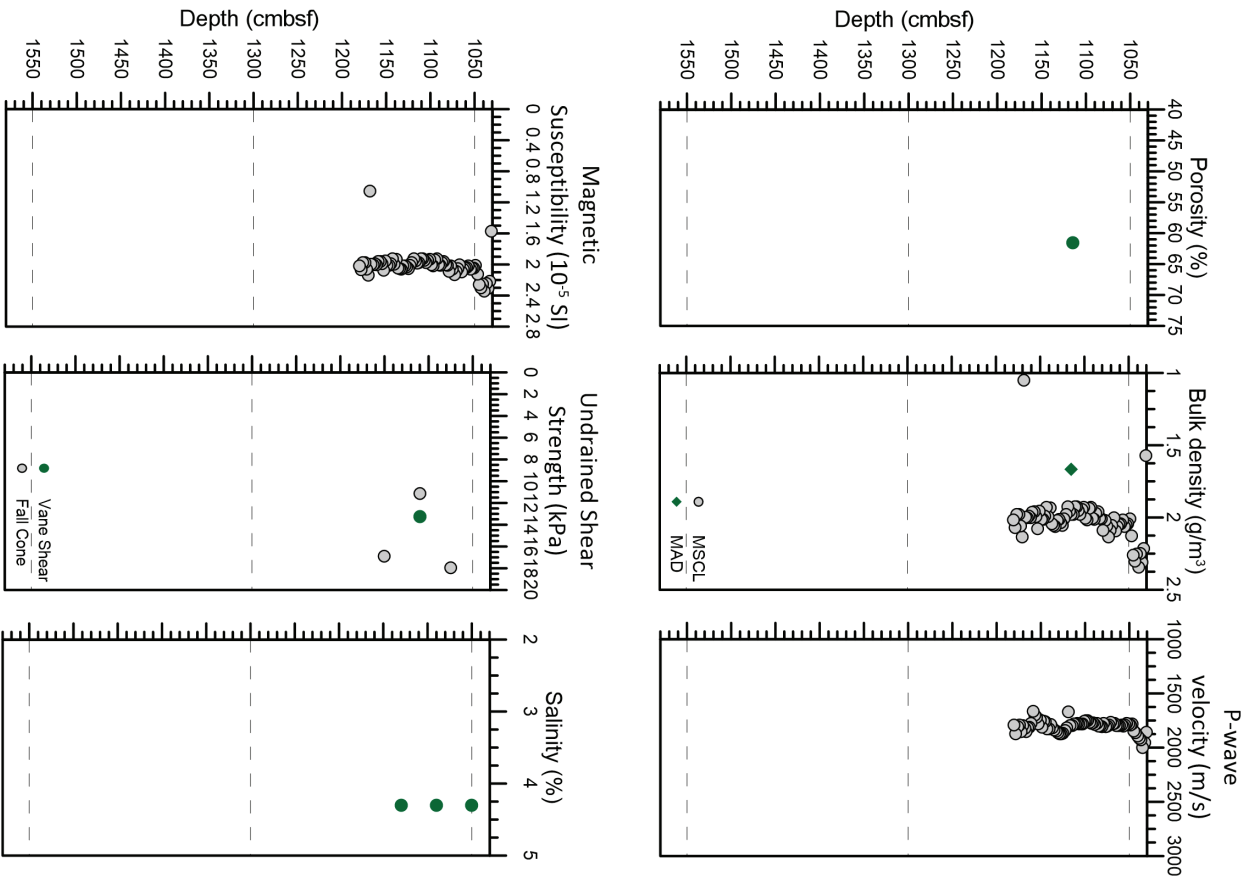 Depth (cmbsf)
1550 1500 1450 1400 1350 1300 1250 1200 1150 1100 1050
Magnetic
Susceptibility (10⁻⁵ SI)
0 0.4 0.8 1.2 1.6 2 2.4 2.8
Undrained Shear
Strength (kPa)
0 2 4 6 8 10 12 14 16 18 20
Vane Shear
Fall Cone
Salinity (%)
2 3 4 5
Depth (cmbsf)
1550 1500 1450 1400 1350 1300 1250 1200 1150 1100 1050
Porosity (%)
40 45 50 55 60 65 70 75
Bulk density (g/m³)
1 1.5 2 2.5
MSCL
MAD
P-wave
velocity (m/s)
1000 1500 2000 2500 3000